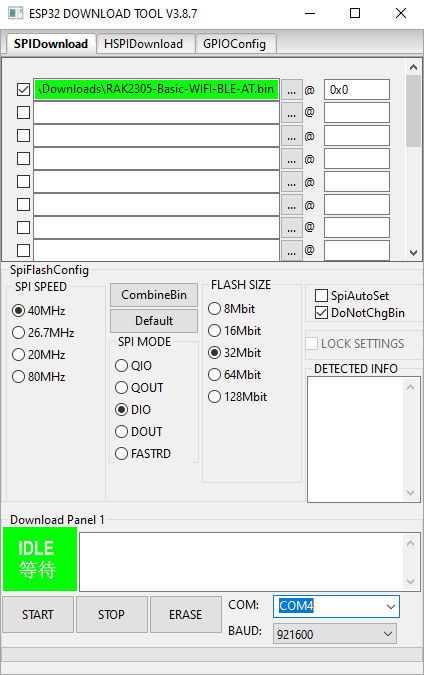 ESP32 DOWNLOAD TOOL V3.8.7
SPIDownload HSPIDownload GPIOConfig
\Downloads\RAK2305-Basic-WIFI-BLE-AT.bin ... @ 0x0
... @
... @
... @
... @
... @
... @
... @
SpiFlashConfig
SPI SPEED
40MHz
26.7MHz
20MHz
80MHz
CombineBin
Default
SPI MODE
QIO
QOUT
DIO
DOUT
FASTRD
FLASH SIZE
8Mbit
16Mbit
32Mbit
64Mbit
128Mbit
SpiAutoSet
DoNotChgBin
LOCK SETTINGS
DETECTED INFO
Download Panel 1
IDLE
等待
START STOP ERASE
COM: COM4
BAUD: 921600